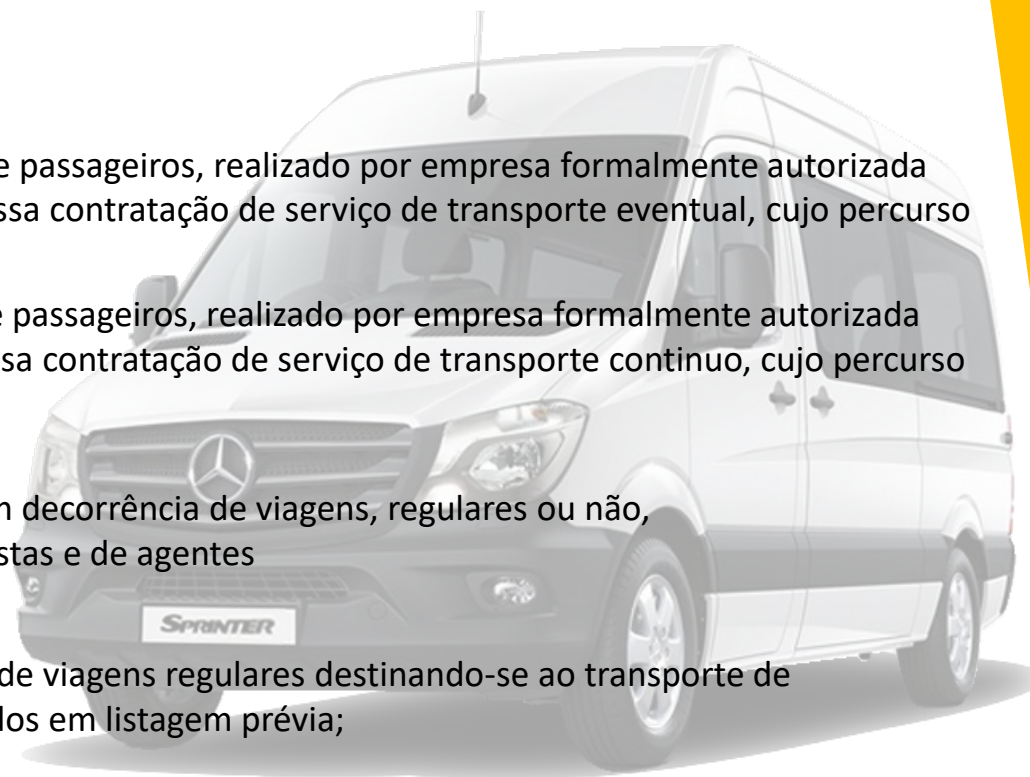 e passageiros, realizado por empresa formalmente autorizada
ssa contratação de serviço de transporte eventual, cujo percurso
e passageiros, realizado por empresa formalmente autorizada
sa contratação de serviço de transporte continuo, cujo percurso
m decorrência de viagens, regulares ou não,
stas e de agentes
SPRINTER
de viagens regulares destinando-se ao transporte de
dos em listagem prévia;